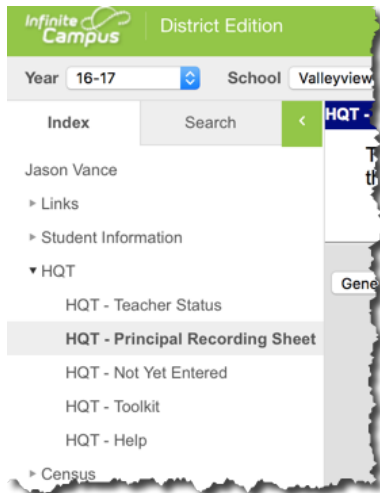 Infinite Campus District Edition
Year 16-17 School Valleyview
Index Search HQT -
Jason Vance
Links
Student Information
HQT
Gene
HQT - Teacher Status
HQT - Principal Recording Sheet
HQT - Not Yet Entered
HQT - Toolkit
HQT - Help
Census